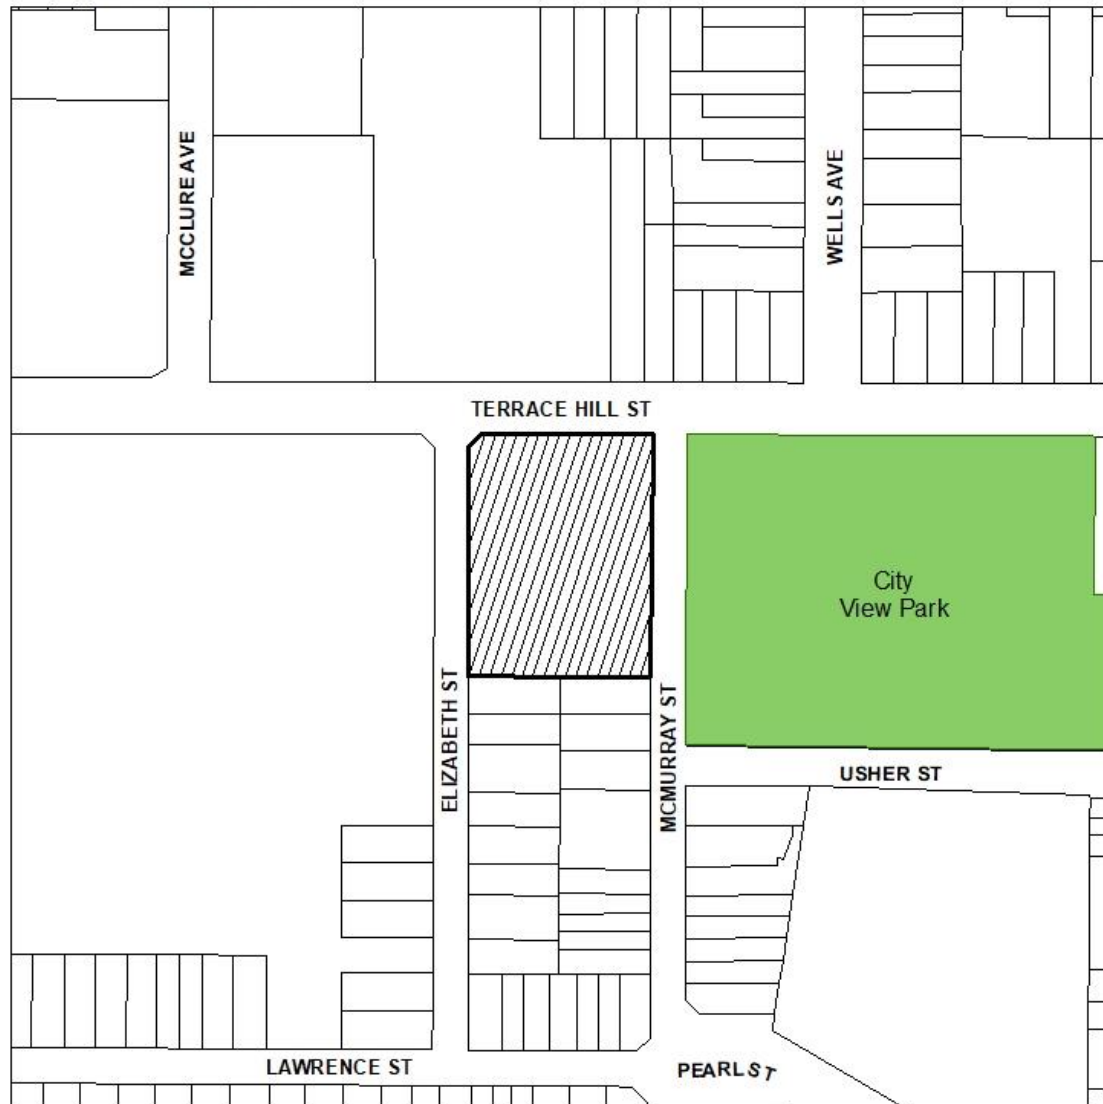 MCCLURE AVE
WELLS AVE
TERRACE HILL ST
City
View Park
ELIZABETH ST
MCMURRAY ST
USHER ST
LAWRENCE ST
PEARL ST